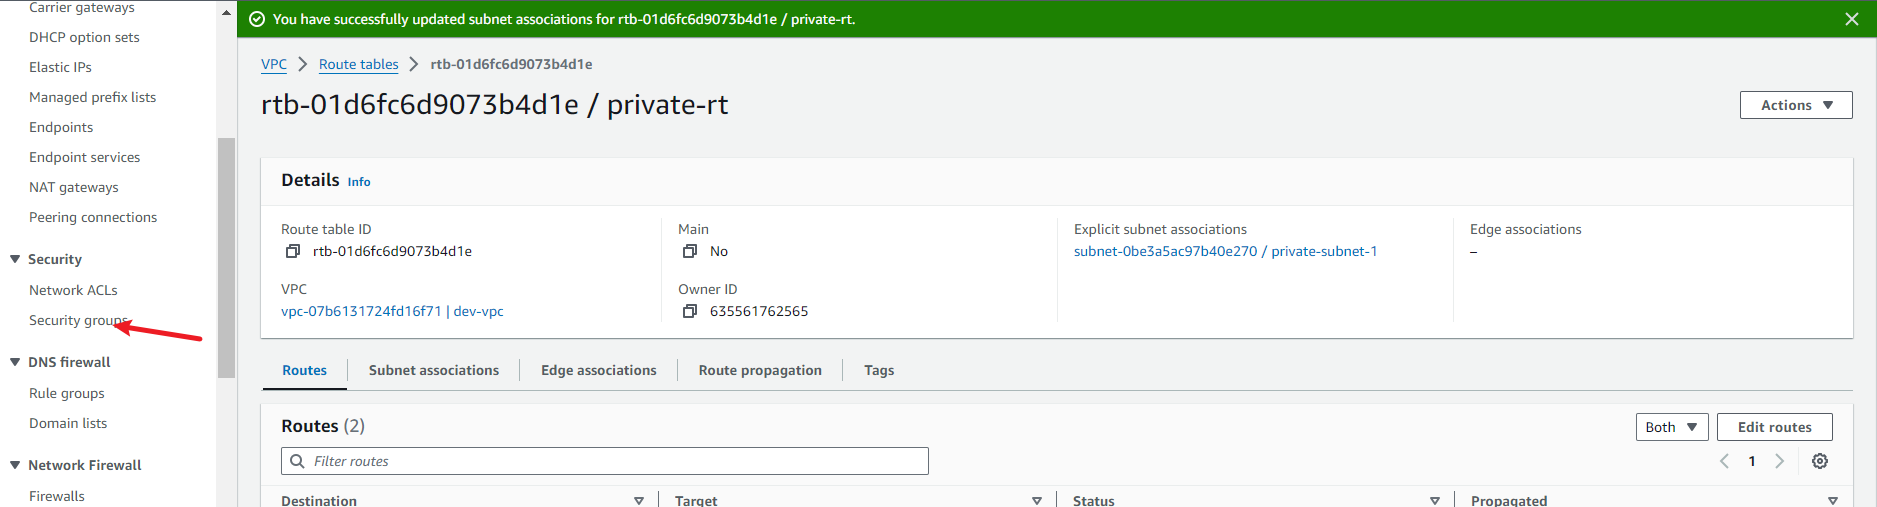 Carrier gateways
DHCP option sets
Elastic IPs
Managed prefix lists
Endpoints
Endpoint services
NAT gateways
Peering connections
Security
Network ACLs
Security groups
DNS firewall
Rule groups
Domain lists
Network Firewall
Firewalls
You have successfully updated subnet associations for rtb-01d6fc6d9073b4d1e / private-rt.
VPC > Route tables > rtb-01d6fc6d9073b4d1e
rtb-01d6fc6d9073b4d1e / private-rt
Actions
Details Info
Route table ID
rtb-01d6fc6d9073b4d1e
Main
No
Explicit subnet associations
subnet-0be3a5ac97b40e270 / private-subnet-1
Edge associations
–
VPC
vpc-07b6131724fd16f71 | dev-vpc
Owner ID
635561762565
Routes Subnet associations Edge associations Route propagation Tags
Routes (2)
Both
Edit routes
Filter routes
1
Destination Target Status Propagated